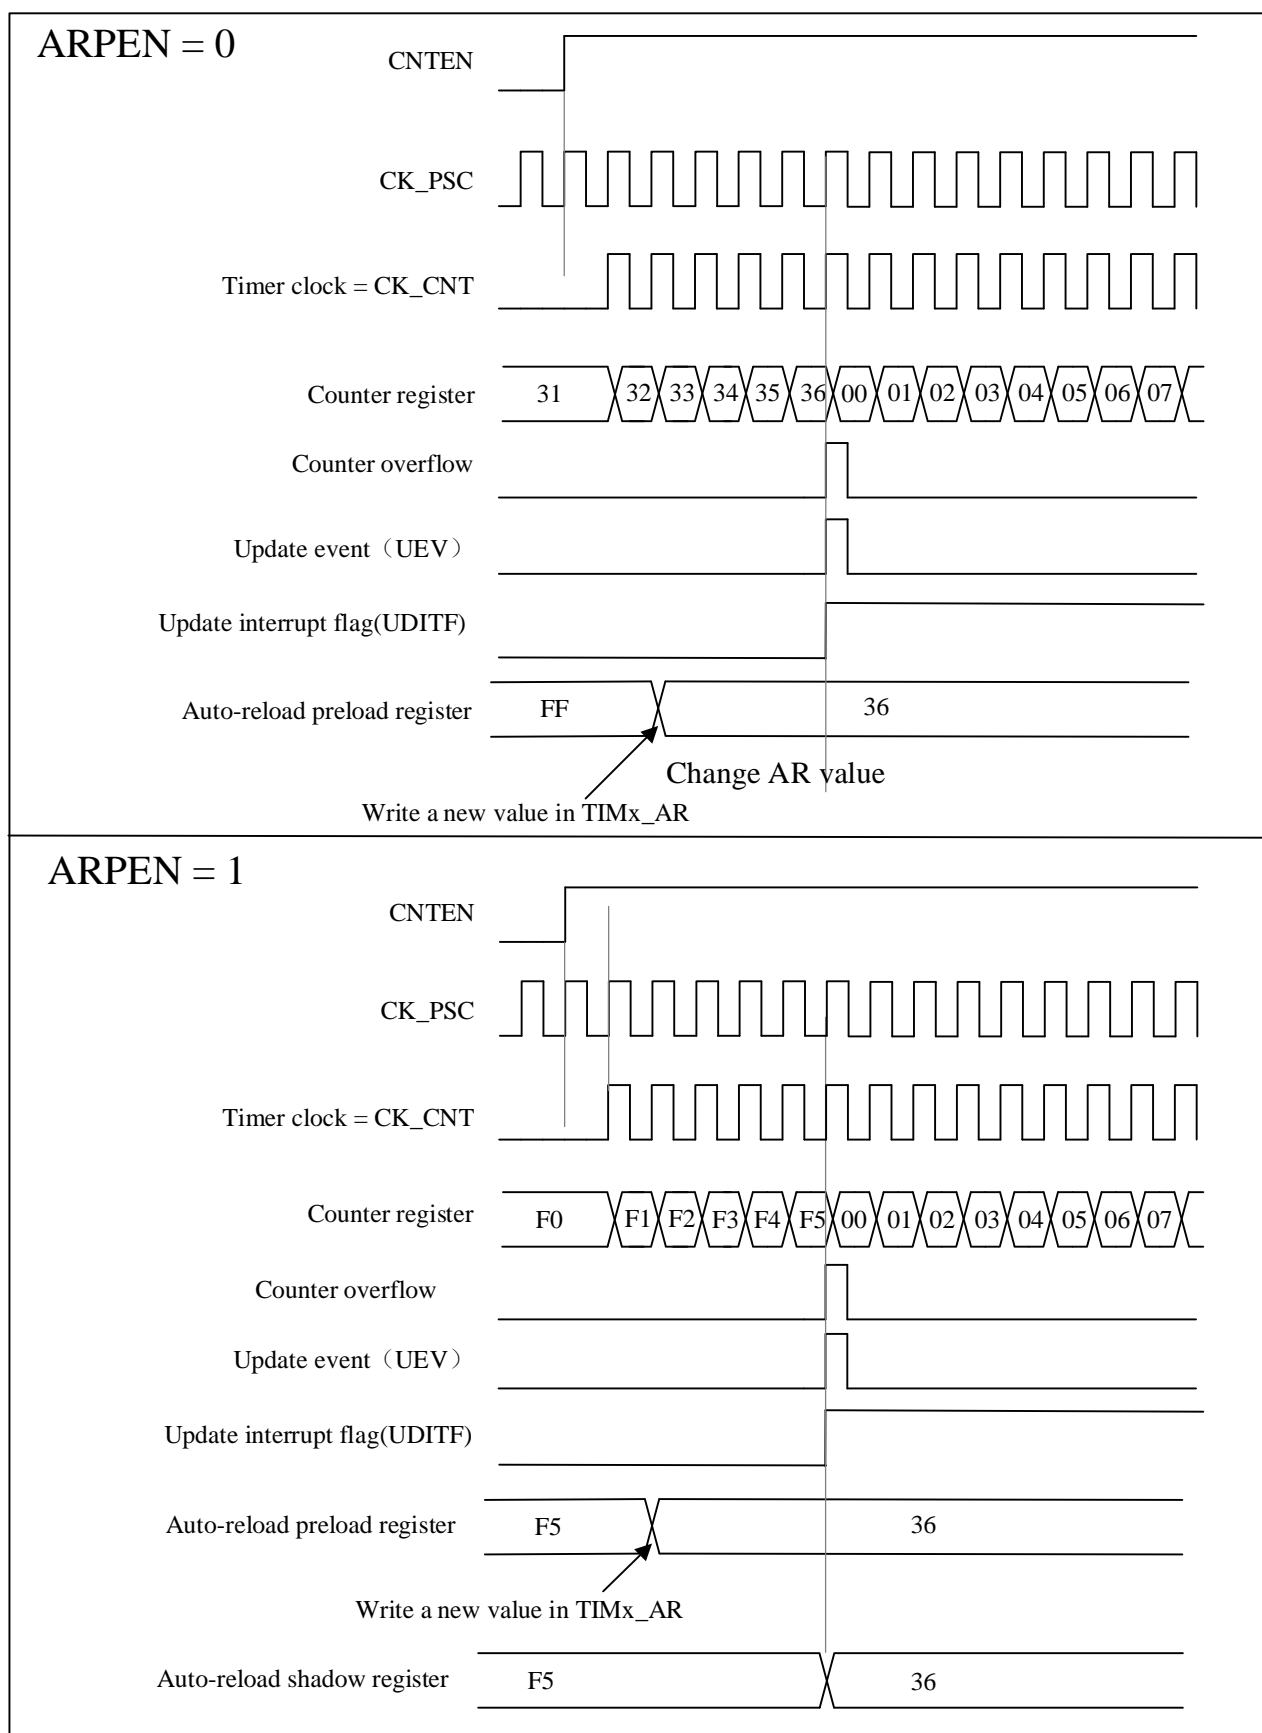 ARPEN = 0
CNTEN
CK_PSC
Timer clock = CK_CNT
Counter register 31 32 33 34 35 36 00 01 02 03 04 05 06 07
Counter overflow
Update event（UEV）
Update interrupt flag(UDITF)
Auto-reload preload register FF 36
Change AR value
Write a new value in TIMx_AR
ARPEN = 1
CNTEN
CK_PSC
Timer clock = CK_CNT
Counter register F0 F1 F2 F3 F4 F5 00 01 02 03 04 05 06 07
Counter overflow
Update event（UEV）
Update interrupt flag(UDITF)
Auto-reload preload register F5 36
Write a new value in TIMx_AR
Auto-reload shadow register F5 36